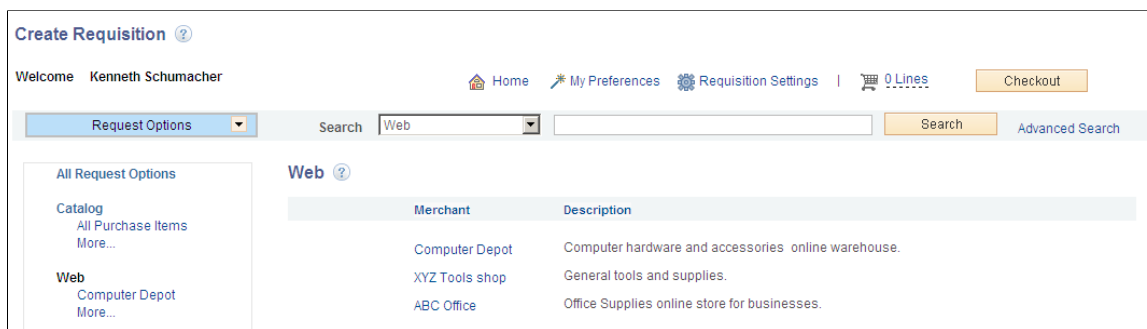 Create Requisition ?
Welcome Kenneth Schumacher Home My Preferences Requisition Settings | 0 Lines Checkout
Request Options Search Web Search Advanced Search
All Request Options
Catalog
All Purchase Items
More...
Web
Computer Depot
More...
Web ?
Merchant Description
Computer Depot Computer hardware and accessories online warehouse.
XYZ Tools shop General tools and supplies.
ABC Office Office Supplies online store for businesses.